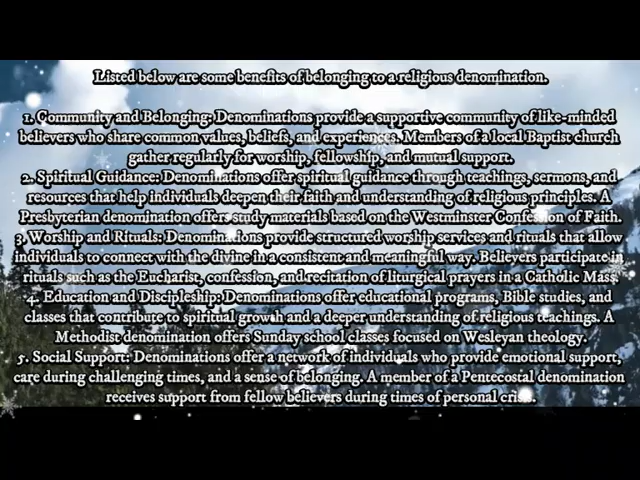 Listed below are some benefits of belonging to a religious denomination.
1. Community and Belonging: Denominations provide a supportive community of like-minded
believers who share common values, beliefs, and experiences. Members of a local Baptist church
gather regularly for worship, fellowship, and mutual support.
2. Spiritual Guidance: Denominations offer spiritual guidance through teachings, sermons, and
resources that help individuals deepen their faith and understanding of religious principles. A
Presbyterian denomination offers study materials based on the Westminster Confession of Faith.
3. Worship and Rituals: Denominations provide structured worship services and rituals that allow
individuals to connect with the divine in a consistent and meaningful way. Believers participate in
rituals such as the Eucharist, confession, and recitation of liturgical prayers in a Catholic Mass.
4. Education and Discipleship: Denominations offer educational programs, Bible studies, and
classes that contribute to spiritual growth and a deeper understanding of religious teachings. A
Methodist denomination offers Sunday school classes focused on Wesleyan theology.
5. Social Support: Denominations offer a network of individuals who provide emotional support,
care during challenging times, and a sense of belonging. A member of a Pentecostal denomination
receives support from fellow believers during times of personal crisis.